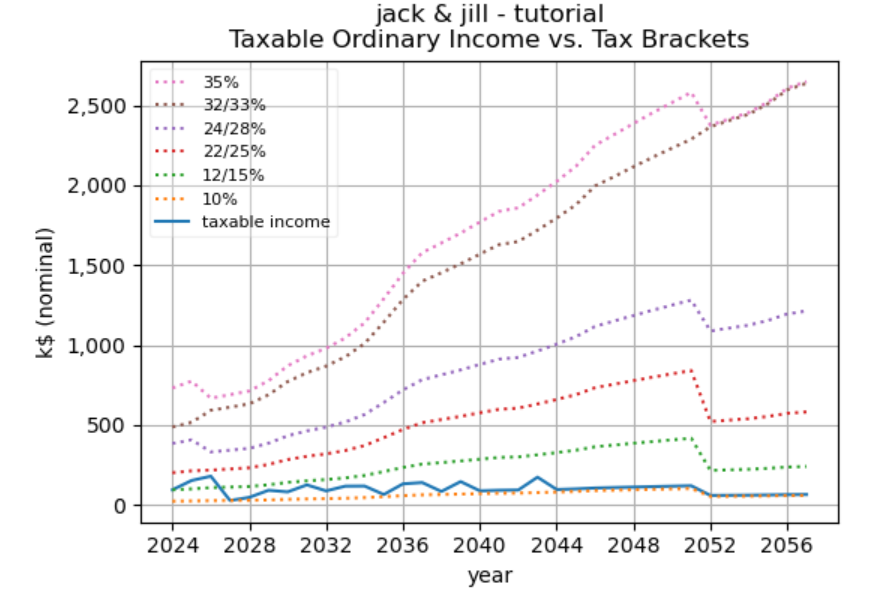 jack & jill - tutorial
Taxable Ordinary Income vs. Tax Brackets
35%
32/33%
24/28%
22/25%
12/15%
10%
taxable income
k$ (nominal)
2,500
2,000
1,500
1,000
500
0
2024 2028 2032 2036 2040 2044 2048 2052 2056
year